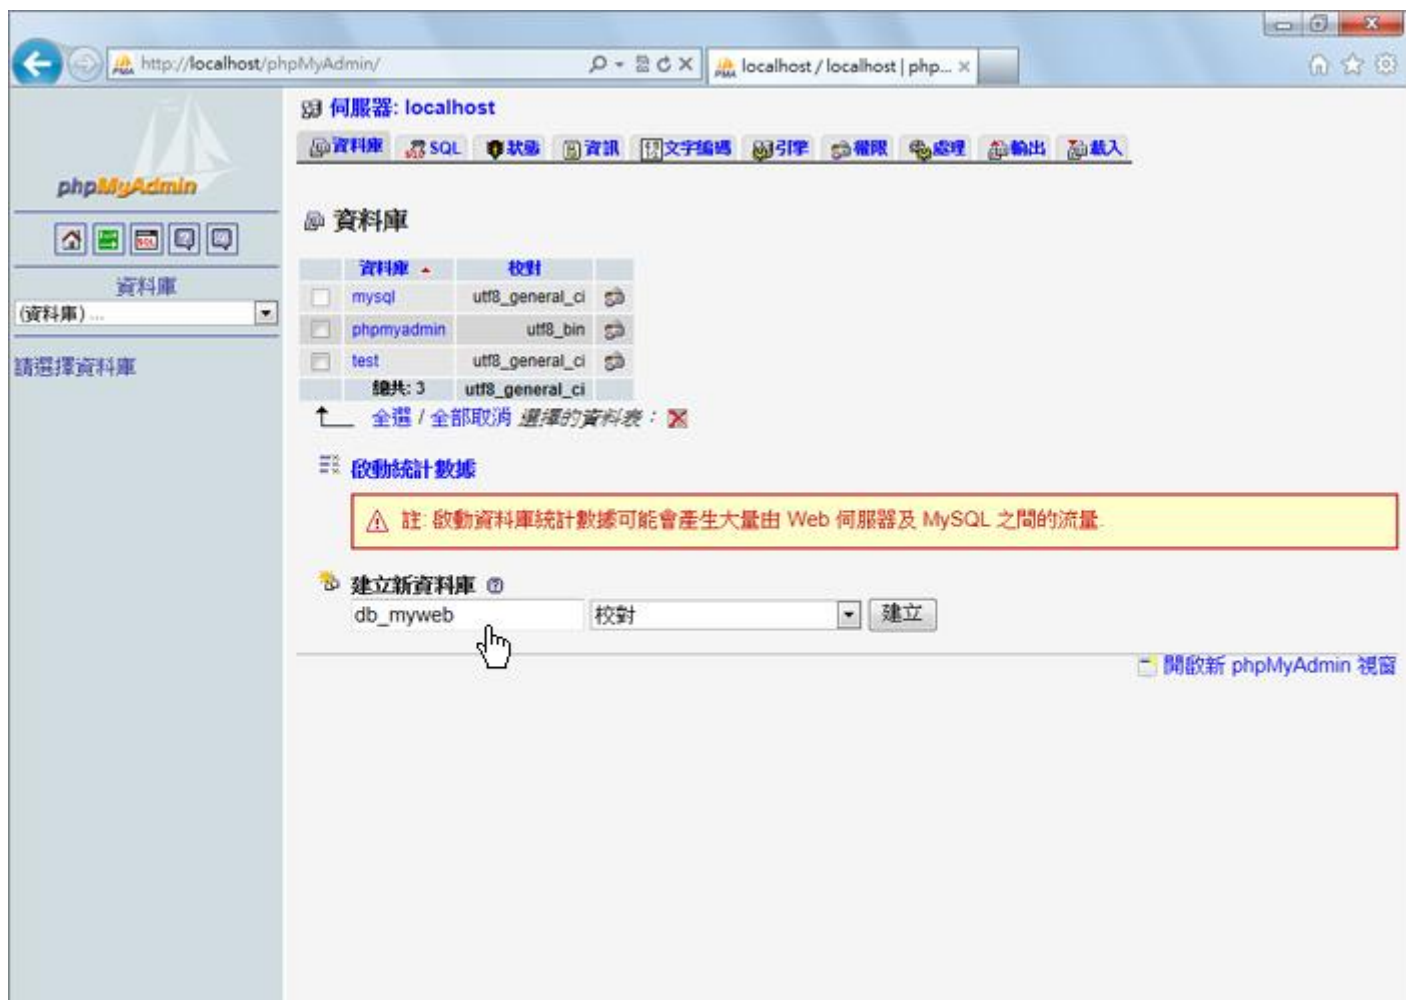 http://localhost/phpMyAdmin/
localhost / localhost | php...
phpMyAdmin
資料庫
(資料庫) ...
請選擇資料庫
伺服器: localhost
資料庫 SQL 狀態 資訊 文字編碼 引擎 權限 處理 輸出 載入
資料庫
資料庫 校對
mysql utf8_general_ci
phpmyadmin utf8_bin
test utf8_general_ci
總共: 3 utf8_general_ci
全選 / 全部取消 選擇的資料表：
啟動統計數據
註: 啟動資料庫統計數據可能會產生大量由 Web 伺服器及 MySQL 之間的流量.
建立新資料庫
db_myweb 校對 建立
開啟新 phpMyAdmin 視窗